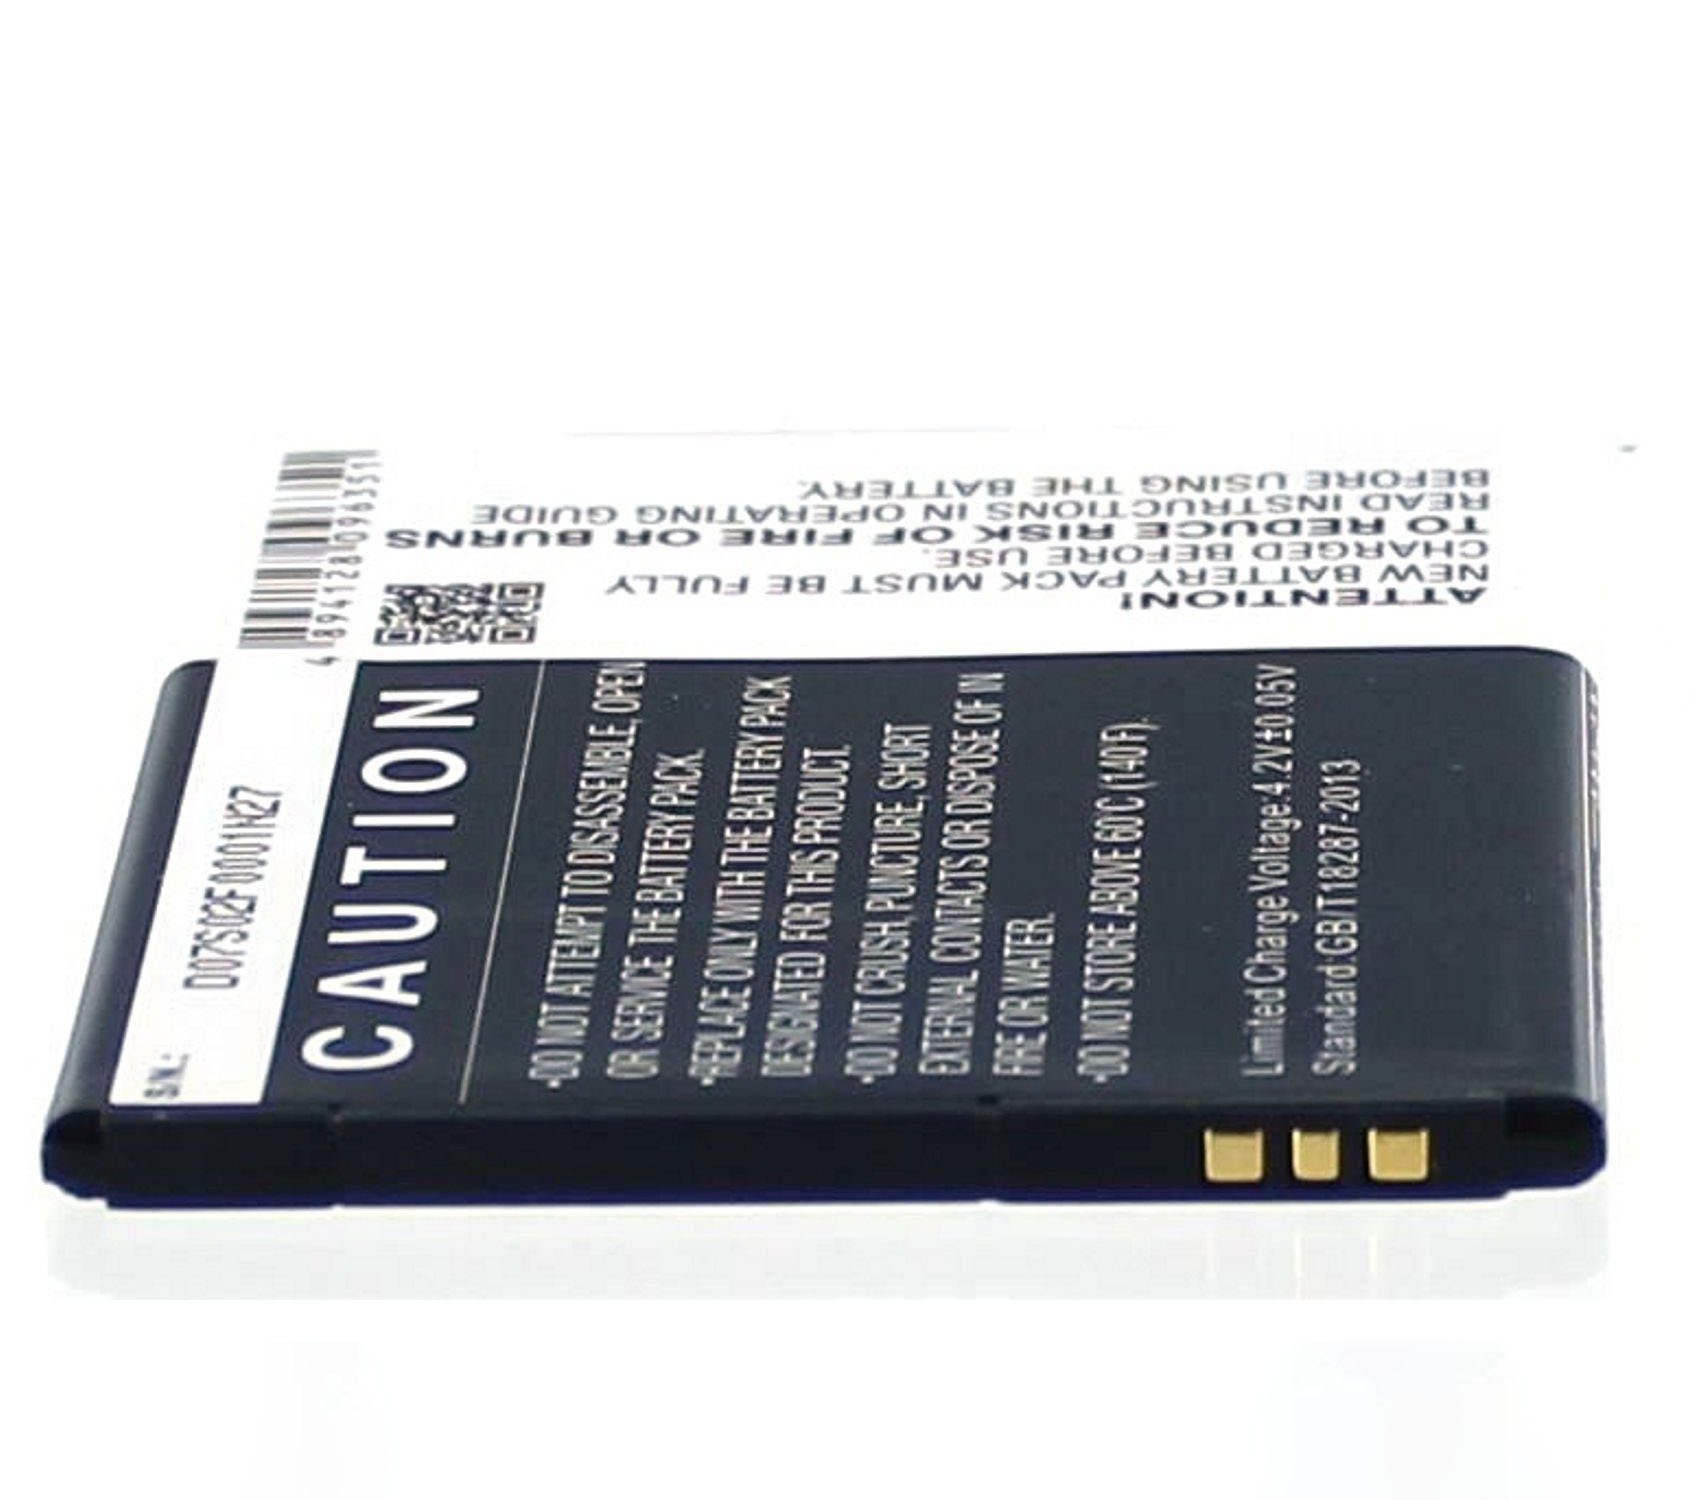 ATTENTION!
NEW BATTERY PACK MUST BE FULLY
CHARGED BEFORE USE.
TO REDUCE RISK OF FIRE OR BURNS
READ INSTRUCTIONS IN OPERATING GUIDE
BEFORE USING THE BATTERY.
4 894128 096351
S.N.: D07S02F0001H27
CAUTION
•DO NOT ATTEMPT TO DISASSEMBLE, OPEN
OR SERVICE THE BATTERY PACK.
•REPLACE ONLY WITH THE BATTERY PACK
DESIGNATED FOR THIS PRODUCT.
•DO NOT CRUSH, PUNCTURE, SHORT
EXTERNAL CONTACTS OR DISPOSE OF IN
FIRE OR WATER.
•DO NOT STORE ABOVE 60C (140F).
Limited Charge Voltage:4.2V±0.05V
Standard:GB/T18287-2013